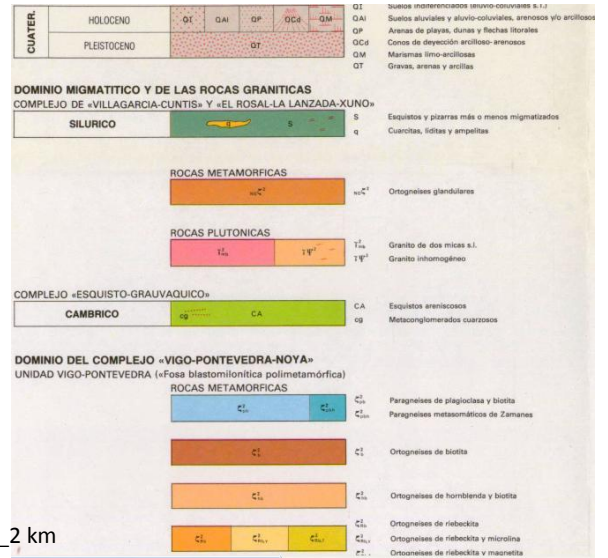 CUATER.
HOLOCENO QI QAl QP QCd QM
PLEISTOCENO QT
QI Suelos indiferenciados (eluvio-coluviales s.l.)
QAl Suelos aluviales y aluvio-coluviales, arenosos y/o arcillosos
QP Arenas de playas, dunas y flechas litorales
QCd Conos de deyección arcilloso-arenosos
QM Marismas limo-arcillosas
QT Gravas, arenas y arcillas
DOMINIO MIGMATITICO Y DE LAS ROCAS GRANITICAS
COMPLEJO DE «VILLAGARCIA-CUNTIS» Y «EL ROSAL-LA LANZADA-XUNO»
SILURICO q S
S Esquistos y pizarras más o menos migmatizados
q Cuarcitas, liditas y ampelitas
ROCAS METAMORFICAS
Ortogneises glandulares
ROCAS PLUTONICAS
Granito de dos micas s.l.
Granito inhomogéneo
COMPLEJO «ESQUISTO-GRAUVAQUICO»
CAMBRICO cg CA
CA Esquistos areniscosos
cg Metaconglomerados cuarzosos
DOMINIO DEL COMPLEJO «VIGO-PONTEVEDRA-NOYA»
UNIDAD VIGO-PONTEVEDRA («Fosa blastomilonítica polimetamórfica)
ROCAS METAMORFICAS
Paragneises de plagioclasa y biotita
Paragneises metasomáticos de Zamanes
Ortogneises de biotita
Ortogneises de hornblenda y biotita
Ortogneises de riebeckita
Ortogneises de riebeckita y microlina
Ortogneises de riebeckita y magnetita
_2 km